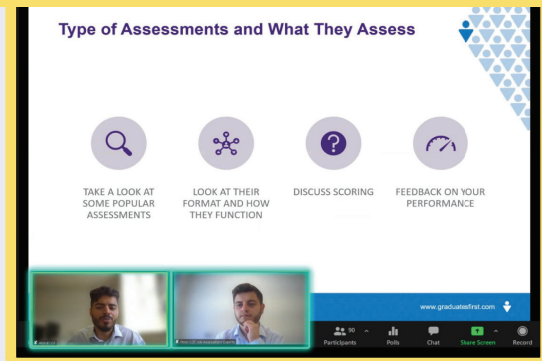 Type of Assessments and What They Assess
TAKE A LOOK AT
SOME POPULAR
ASSESSMENTS
LOOK AT THEIR
FORMAT AND HOW
THEY FUNCTION
DISCUSS SCORING
FEEDBACK ON YOUR
PERFORMANCE
www.graduatesfirst.com
90
Participants
Polls
Chat
Share Screen
Record